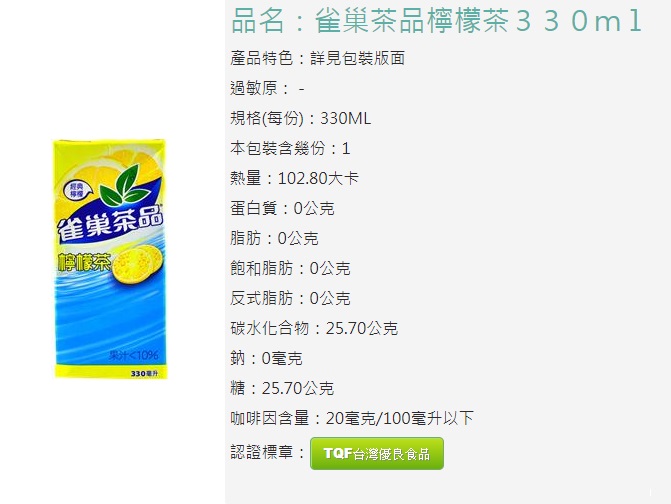 品名：雀巢茶品檸檬茶３３０ｍｌ
產品特色：詳見包裝版面
過敏原： -
規格(每份)：330ML
本包裝含幾份：1
熱量：102.80大卡
蛋白質：0公克
脂肪：0公克
飽和脂肪：0公克
反式脂肪：0公克
碳水化合物：25.70公克
鈉：0毫克
糖：25.70公克
咖啡因含量：20毫克/100毫升以下
認證標章：TQF台灣優良食品
經典
檸檬
雀巢茶品
檸檬茶
果汁<10%
330毫升